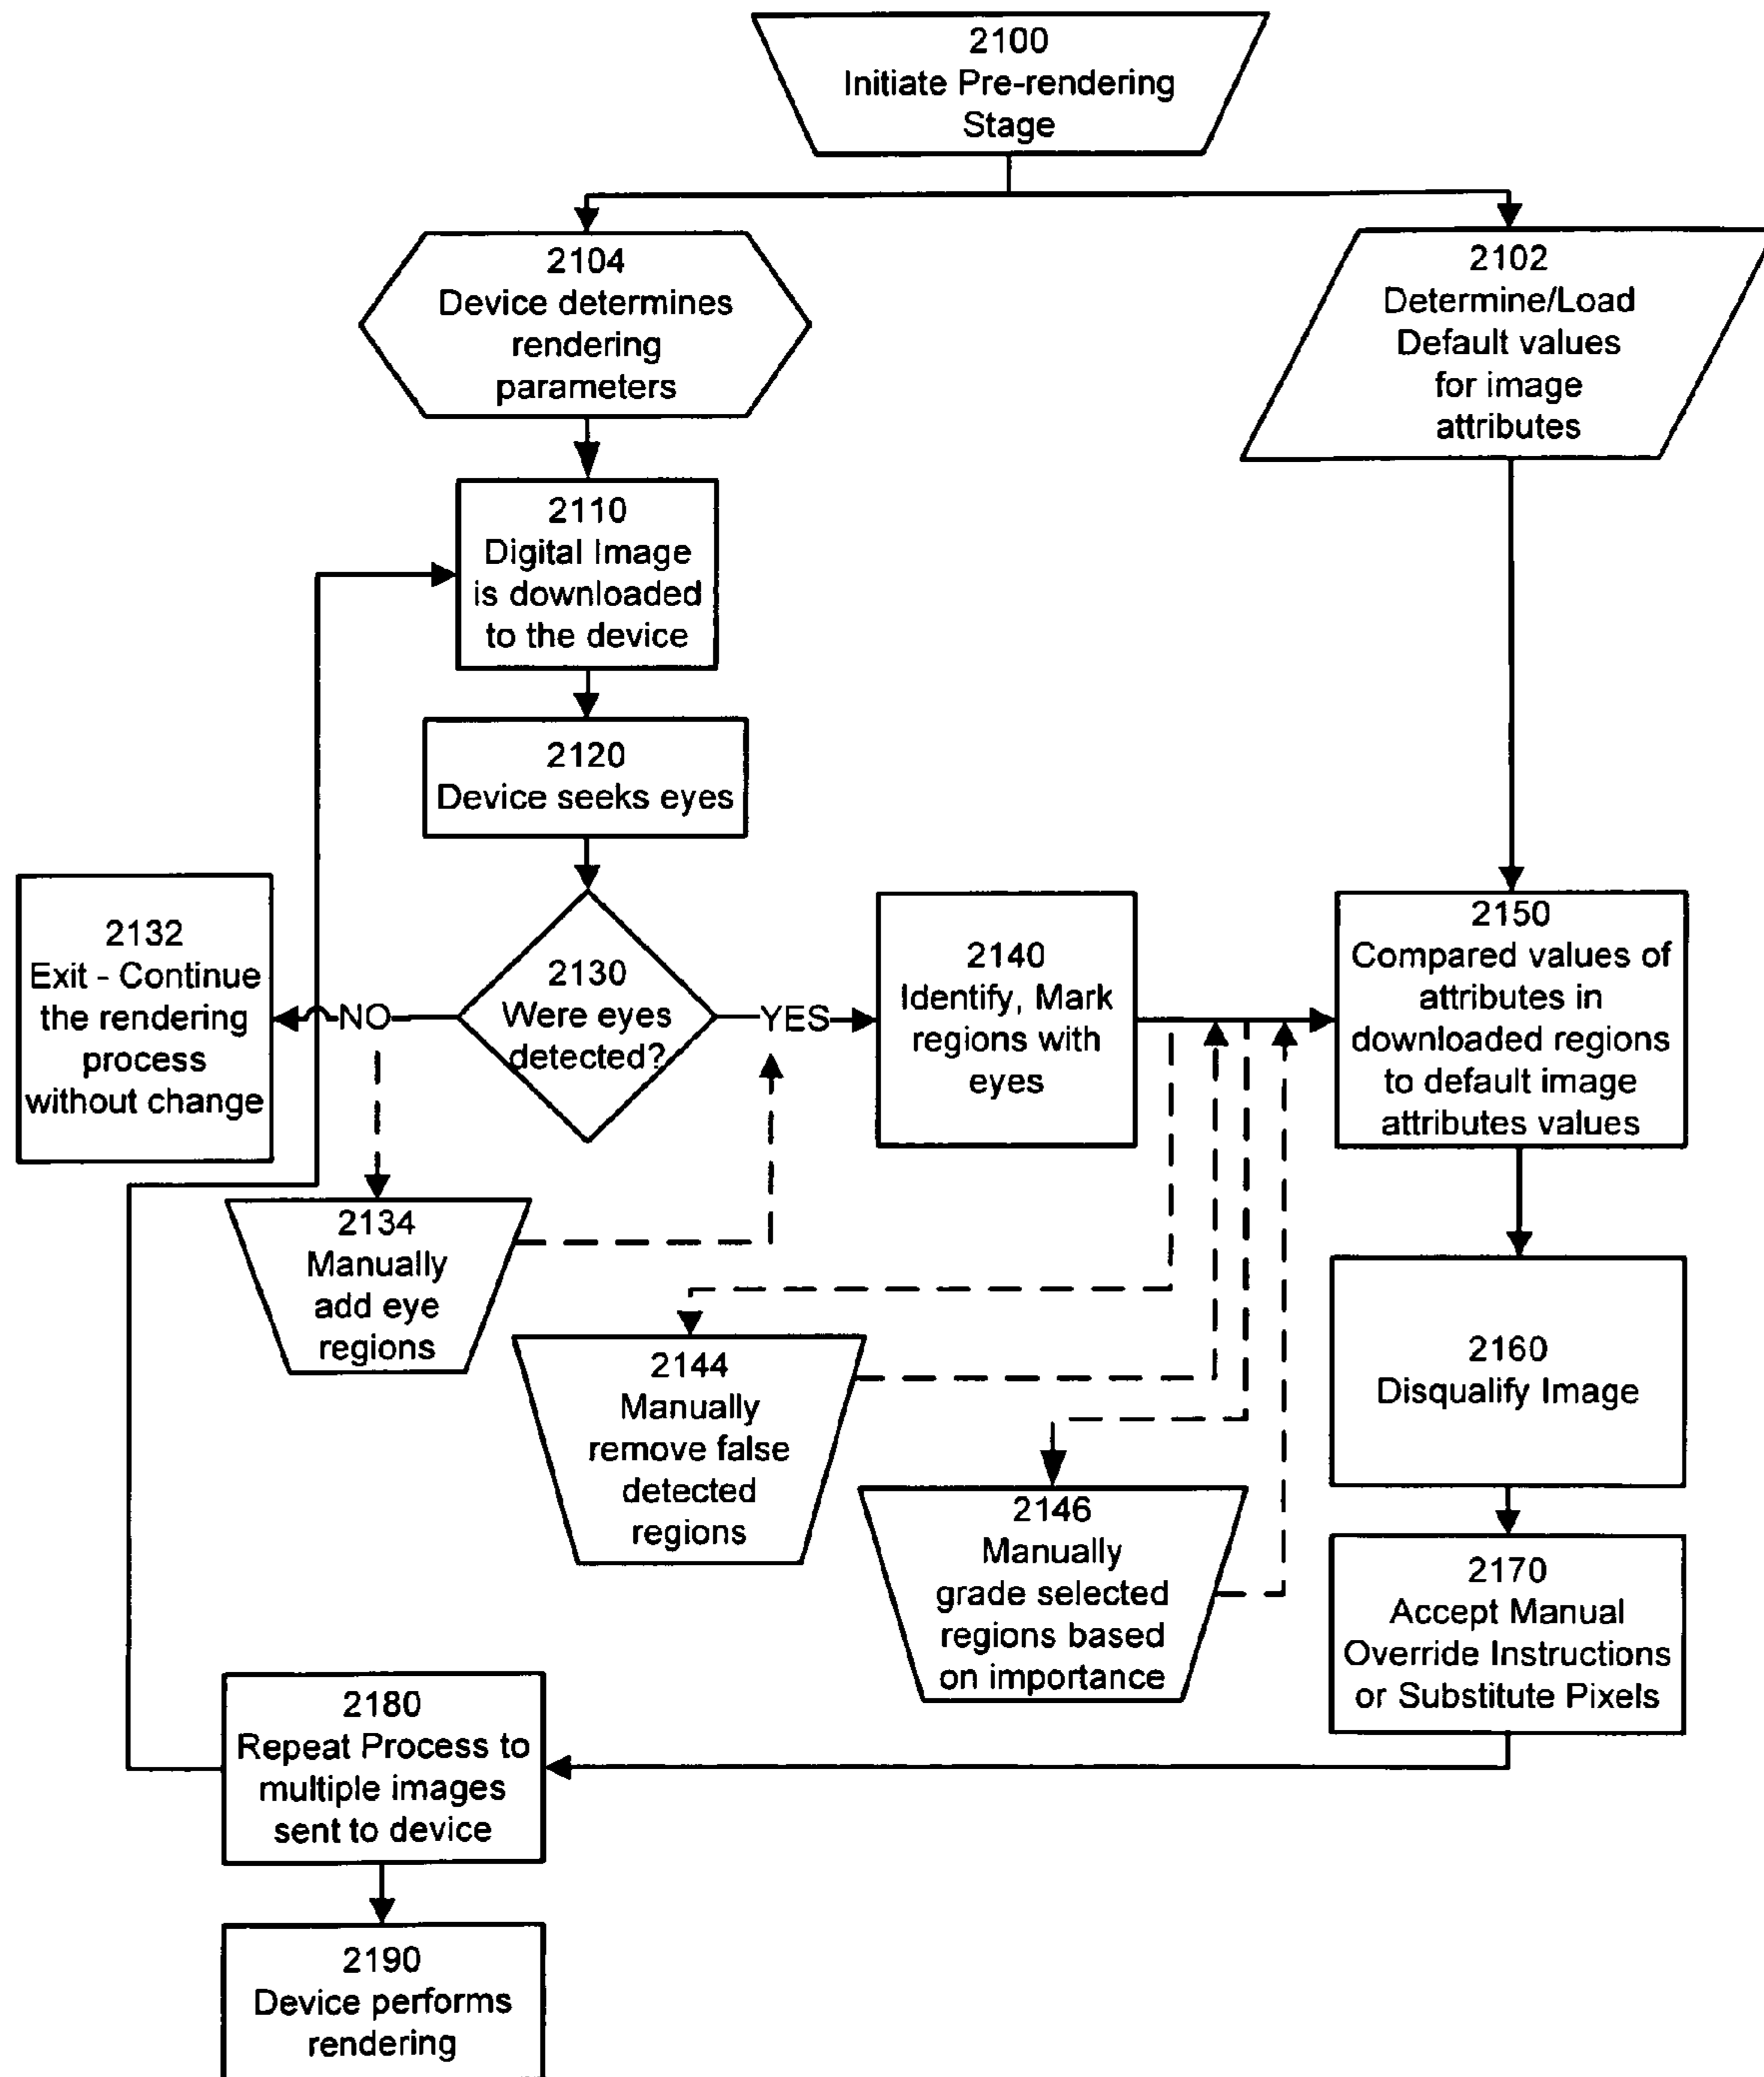 2100
Initiate Pre-rendering
Stage
2104
Device determines
rendering
parameters
2102
Determine/Load
Default values
for image
attributes
2110
Digital Image
is downloaded
to the device
2120
Device seeks eyes
2132
Exit - Continue
the rendering
process
without change
NO
2130
Were eyes
detected?
YES
2140
Identify, Mark
regions with
eyes
2150
Compared values of
attributes in
downloaded regions
to default image
attributes values
2134
Manually
add eye
regions
2144
Manually
remove false
detected
regions
2146
Manually
grade selected
regions based
on importance
2160
Disqualify Image
2170
Accept Manual
Override Instructions
or Substitute Pixels
2180
Repeat Process to
multiple images
sent to device
2190
Device performs
rendering